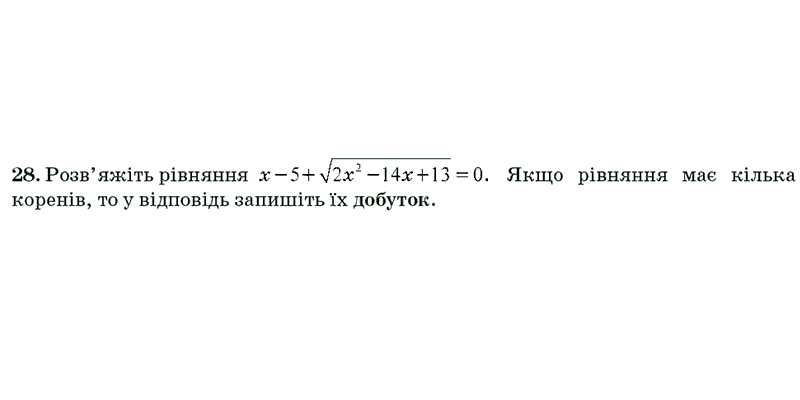 28. Розв’яжіть рівняння x − 5 + √(2x² − 14x + 13) = 0. Якщо рівняння має кілька
коренів, то у відповідь запишіть їх добуток.